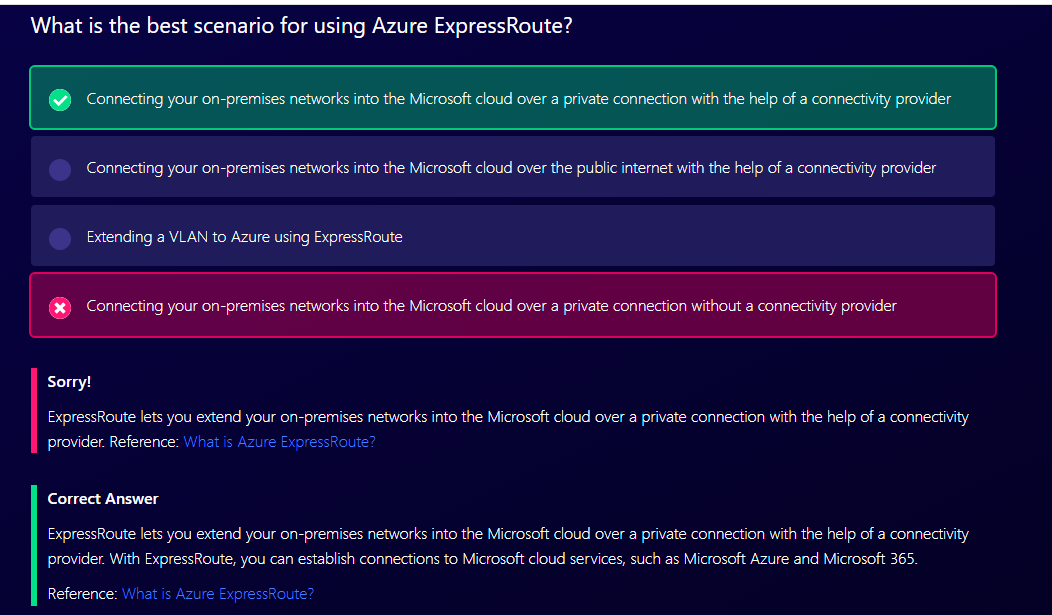 What is the best scenario for using Azure ExpressRoute?
Connecting your on-premises networks into the Microsoft cloud over a private connection with the help of a connectivity provider
Connecting your on-premises networks into the Microsoft cloud over the public internet with the help of a connectivity provider
Extending a VLAN to Azure using ExpressRoute
Connecting your on-premises networks into the Microsoft cloud over a private connection without a connectivity provider
Sorry!
ExpressRoute lets you extend your on-premises networks into the Microsoft cloud over a private connection with the help of a connectivity
provider. Reference: What is Azure ExpressRoute?
Correct Answer
ExpressRoute lets you extend your on-premises networks into the Microsoft cloud over a private connection with the help of a connectivity
provider. With ExpressRoute, you can establish connections to Microsoft cloud services, such as Microsoft Azure and Microsoft 365.
Reference: What is Azure ExpressRoute?